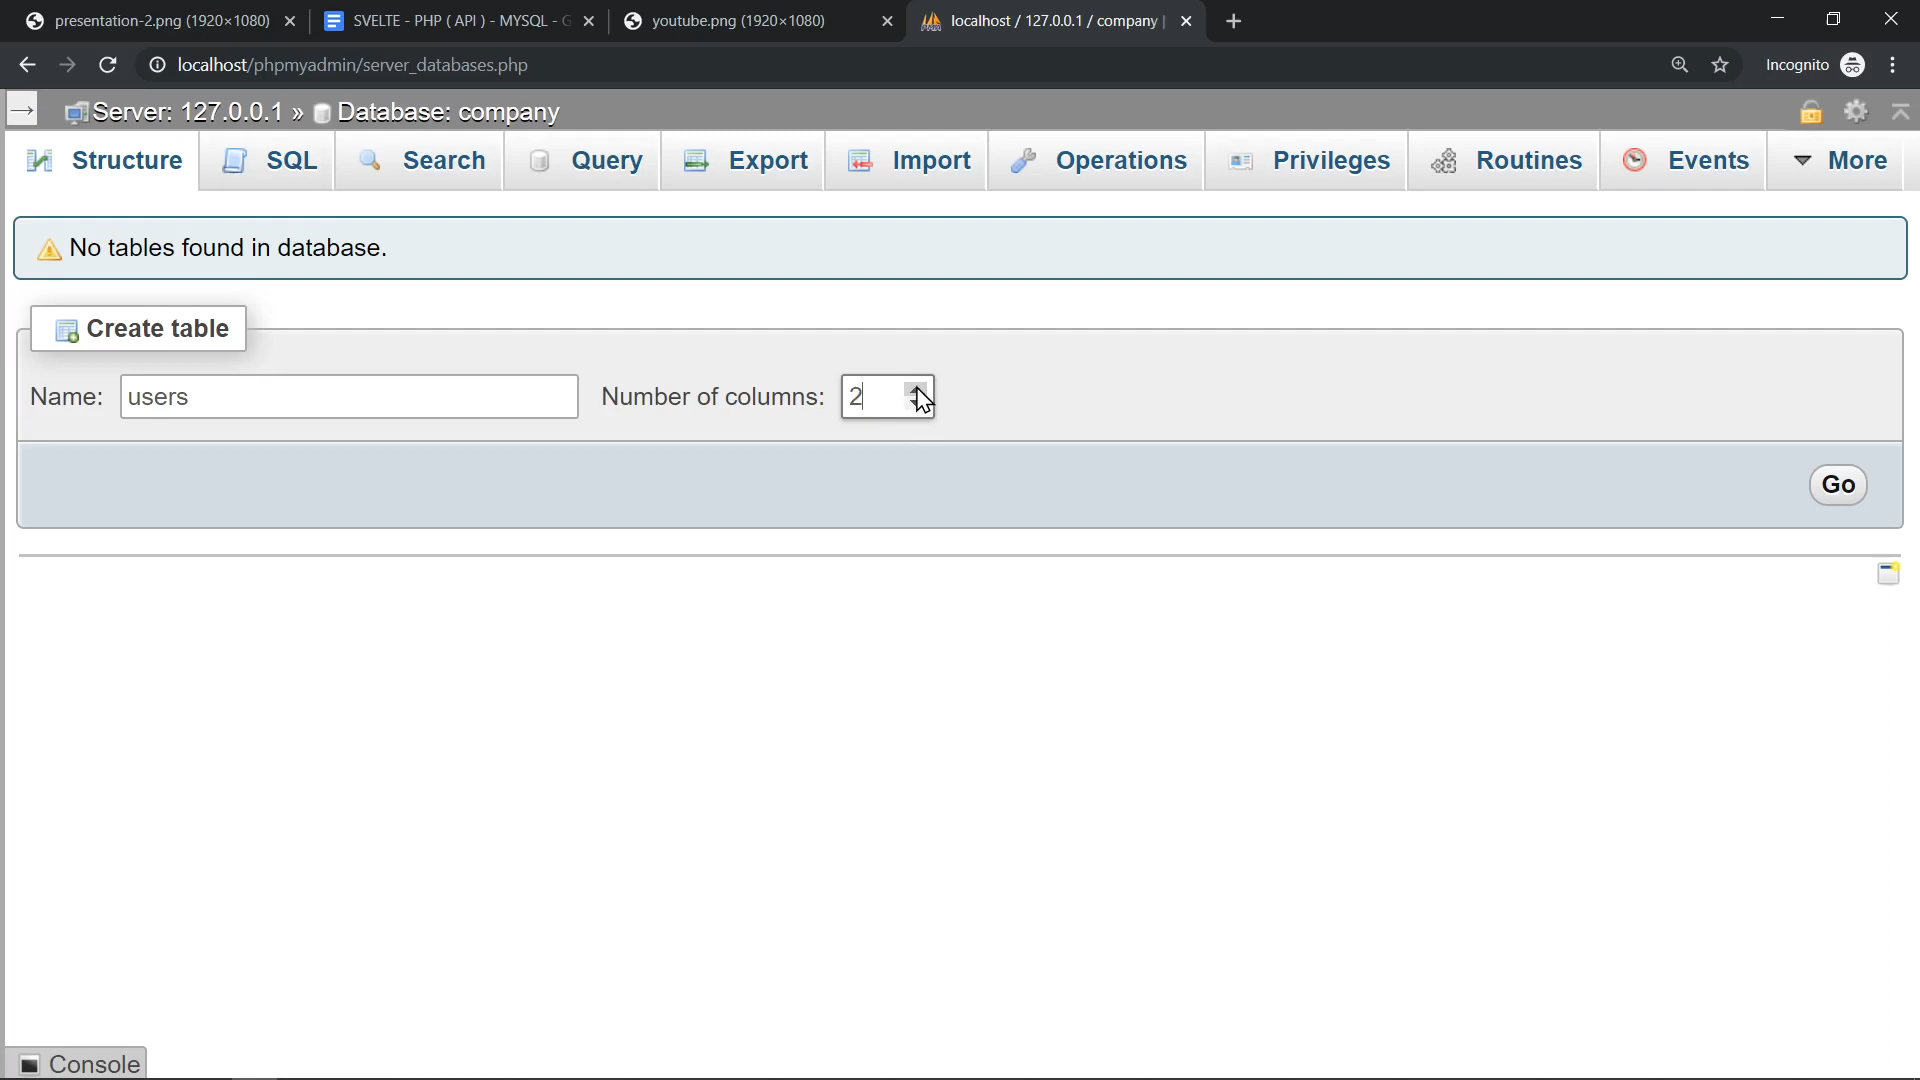 presentation-2.png (1920×1080)
SVELTE - PHP ( API ) - MYSQL - G
youtube.png (1920×1080)
localhost / 127.0.0.1 / company |
localhost/phpmyadmin/server_databases.php
Incognito
Server: 127.0.0.1 » Database: company
Structure
SQL
Search
Query
Export
Import
Operations
Privileges
Routines
Events
More
No tables found in database.
Create table
Name: users Number of columns: 2
Go
Console